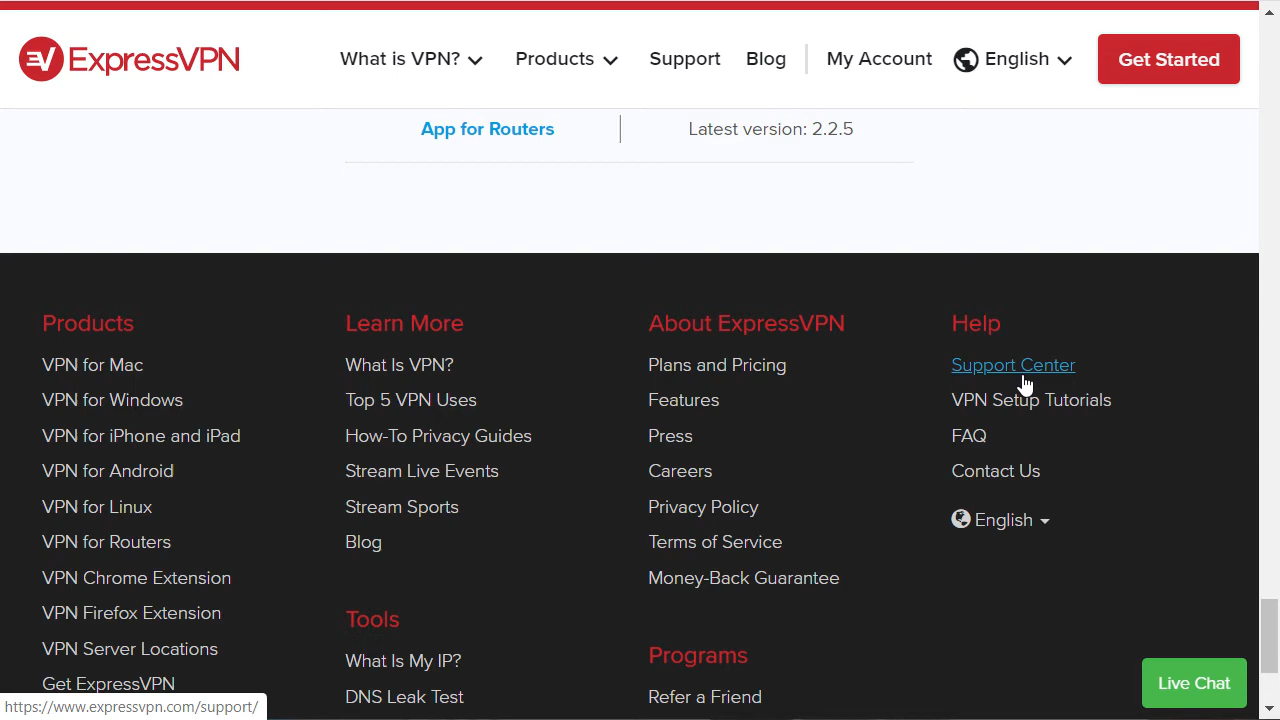 ExpressVPN
What is VPN?
Products
Support
Blog
My Account
English
Get Started
App for Routers
Latest version: 2.2.5
Products
VPN for Mac
VPN for Windows
VPN for iPhone and iPad
VPN for Android
VPN for Linux
VPN for Routers
VPN Chrome Extension
VPN Firefox Extension
VPN Server Locations
Get ExpressVPN
Learn More
What Is VPN?
Top 5 VPN Uses
How-To Privacy Guides
Stream Live Events
Stream Sports
Blog
Tools
What Is My IP?
DNS Leak Test
About ExpressVPN
Plans and Pricing
Features
Press
Careers
Privacy Policy
Terms of Service
Money-Back Guarantee
Programs
Refer a Friend
Help
Support Center
VPN Setup Tutorials
FAQ
Contact Us
English
Live Chat
https://www.expressvpn.com/support/